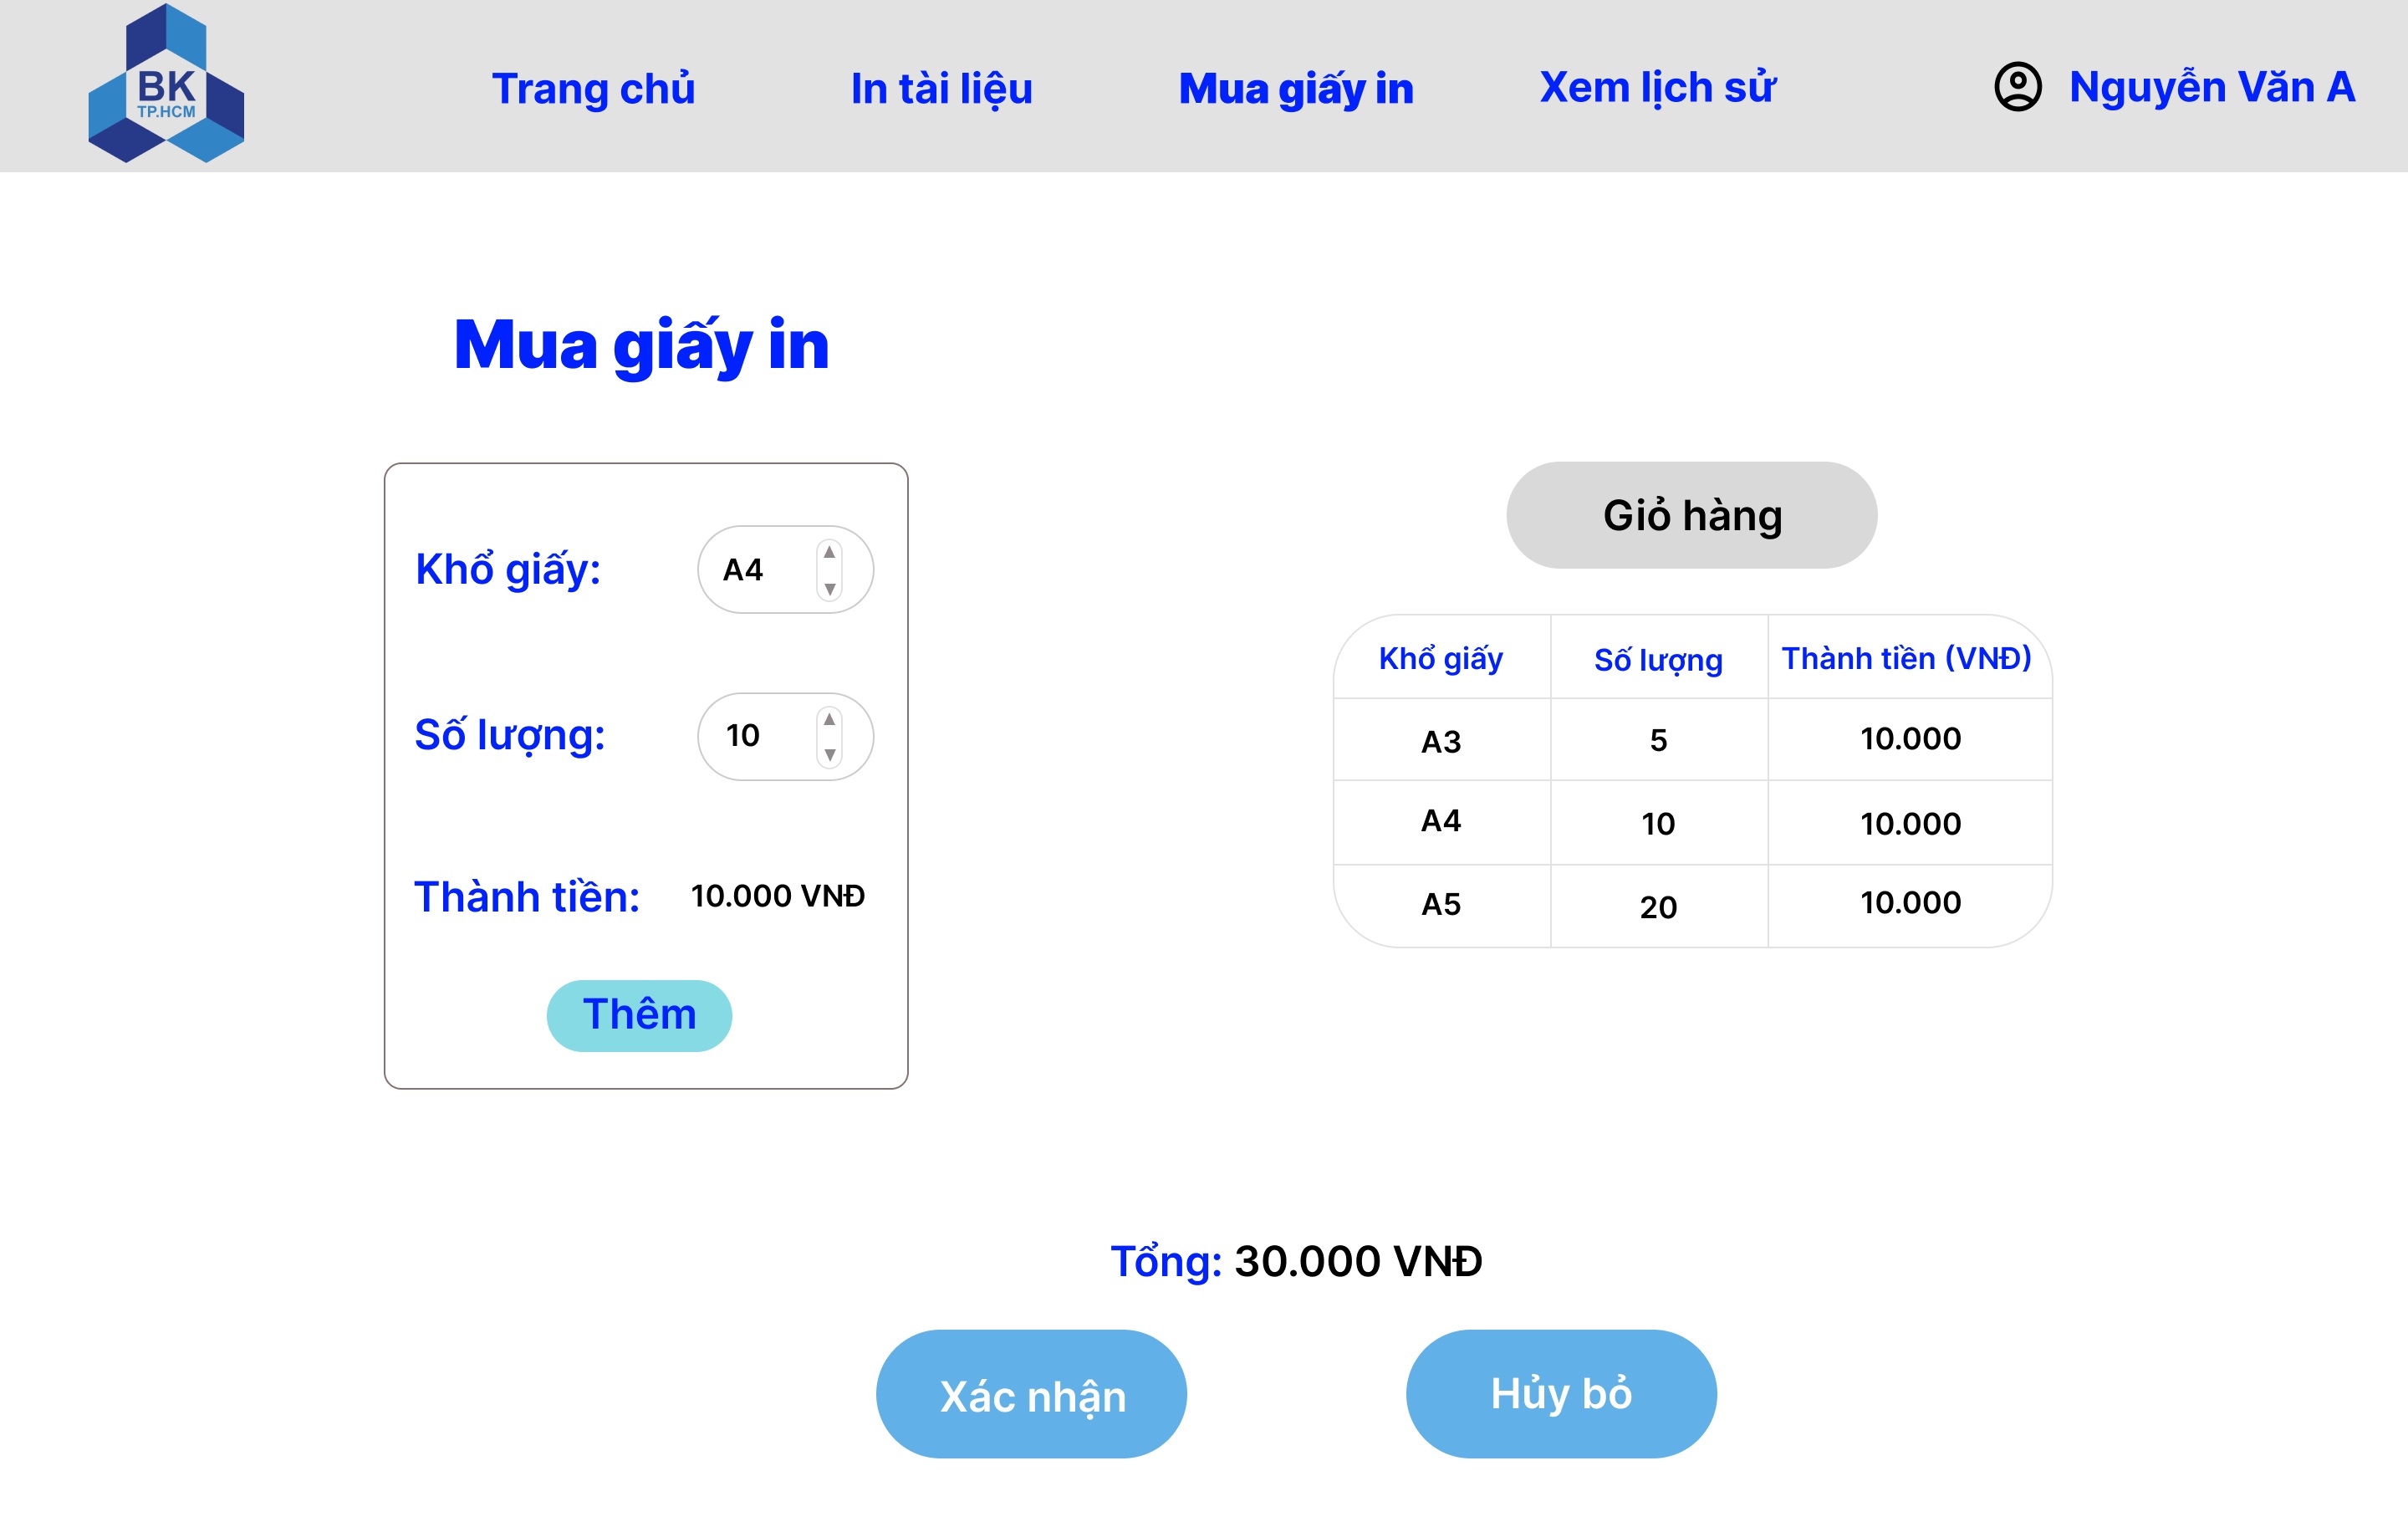 BK
TP.HCM
Trang chủ
In tài liệu
Mua giấy in
Xem lịch sử
Nguyễn Văn A
Mua giấy in
Khổ giấy: A4
Số lượng: 10
Thành tiền: 10.000 VNĐ
Thêm
Giỏ hàng
Khổ giấy Số lượng Thành tiền (VNĐ)
A3 5 10.000
A4 10 10.000
A5 20 10.000
Tổng: 30.000 VNĐ
Xác nhận
Hủy bỏ